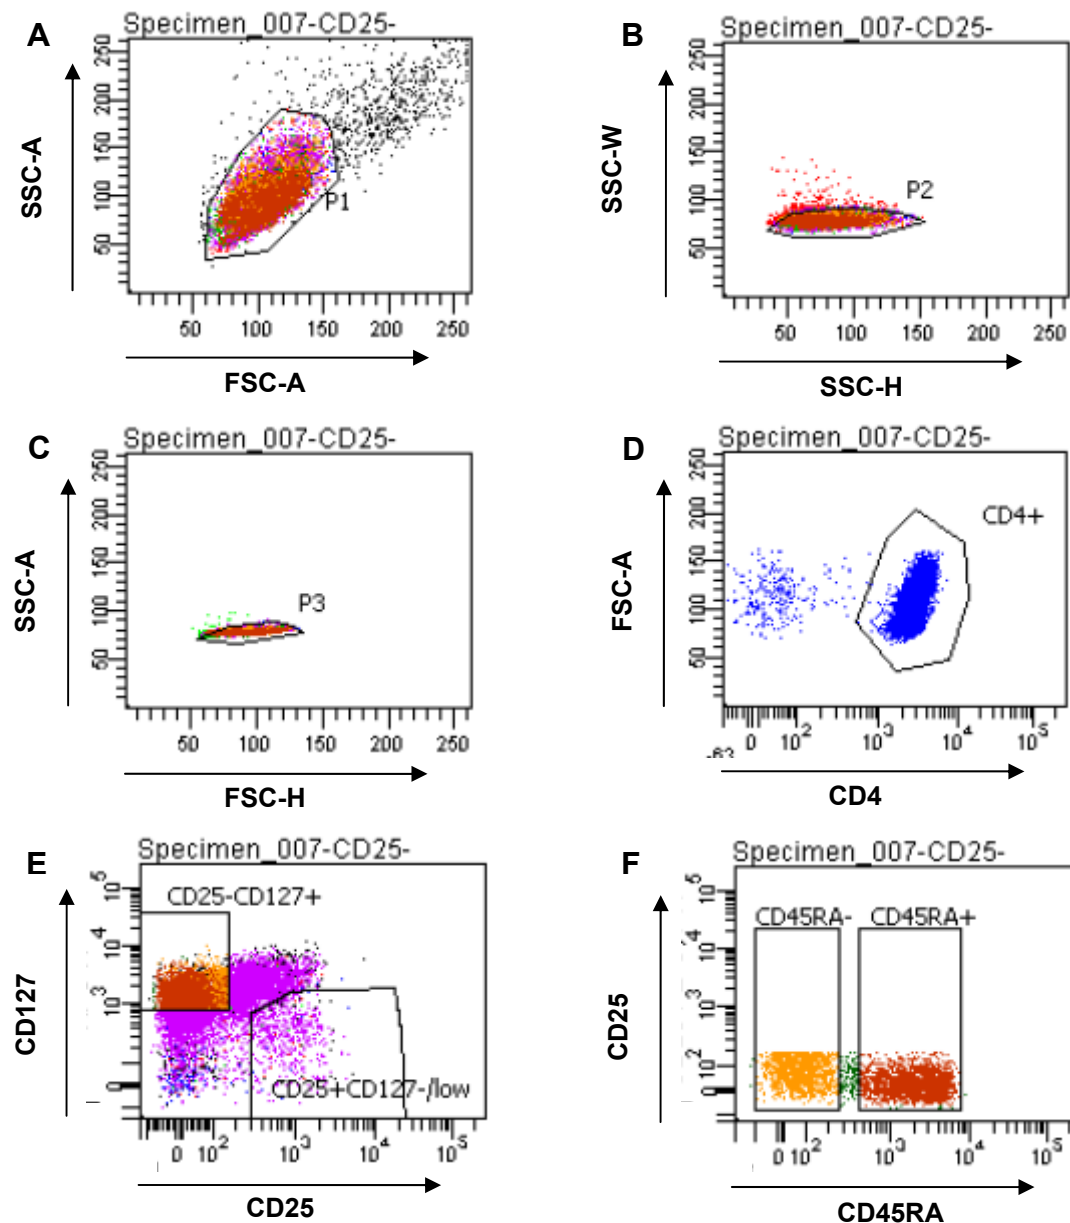 A
Specimen_007-CD25-
250
200
150
100
50
SSC-A
P1
50 100 150 200 250
FSC-A
B
Specimen_007-CD25-
250
200
150
100
50
SSC-W
P2
50 100 150 200 250
SSC-H
C
Specimen_007-CD25-
250
200
150
100
50
SSC-A
P3
50 100 150 200 250
FSC-H
D
Specimen_007-CD25-
250
200
150
100
50
FSC-A
CD4+
-63 0 10² 10³ 10⁴ 10⁵
CD4
E
Specimen_007-CD25-
10⁵
10⁴
10³
0
CD127
CD25-CD127+
CD25+CD127-/low
0 10² 10³ 10⁴ 10⁵
CD25
F
Specimen_007-CD25-
10⁵
10⁴
10³
10²
0
CD25
CD45RA- CD45RA+
0 10² 10³ 10⁴ 10⁵
CD45RA